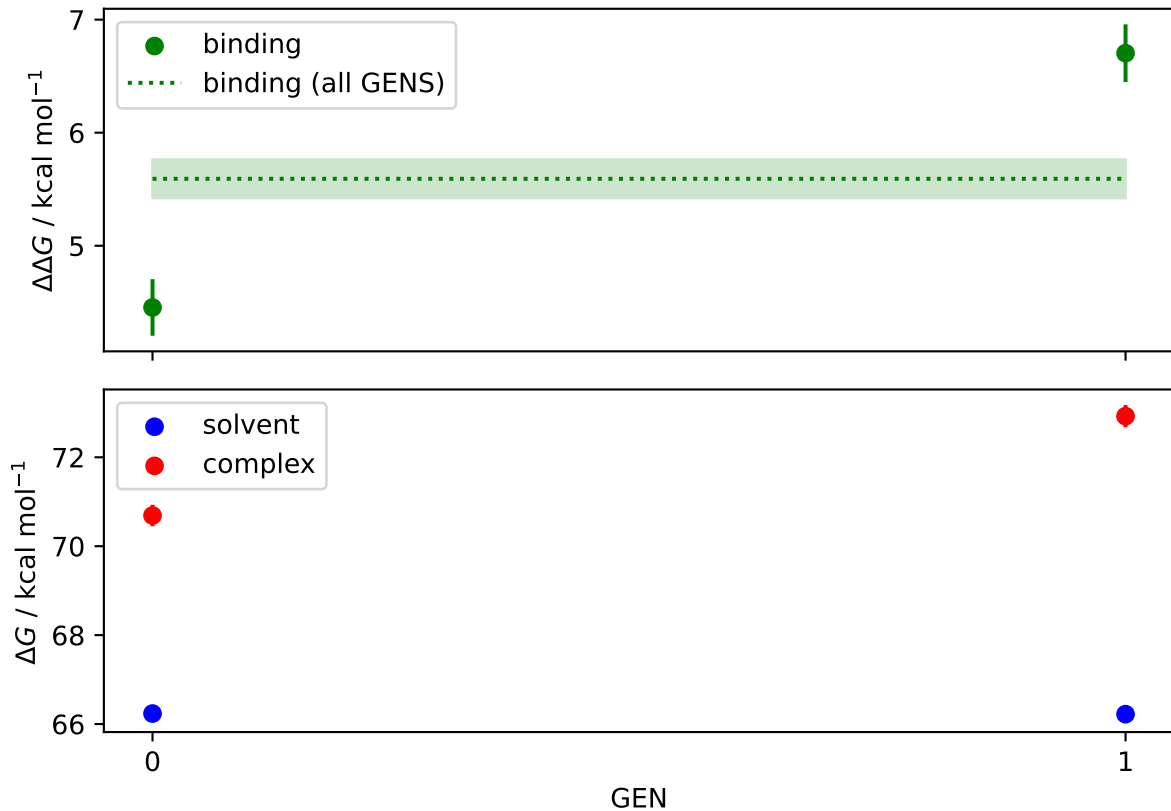 7
6
5
ΔΔG / kcal mol⁻¹
binding
binding (all GENS)
72
70
68
66
ΔG / kcal mol⁻¹
solvent
complex
0
1
GEN